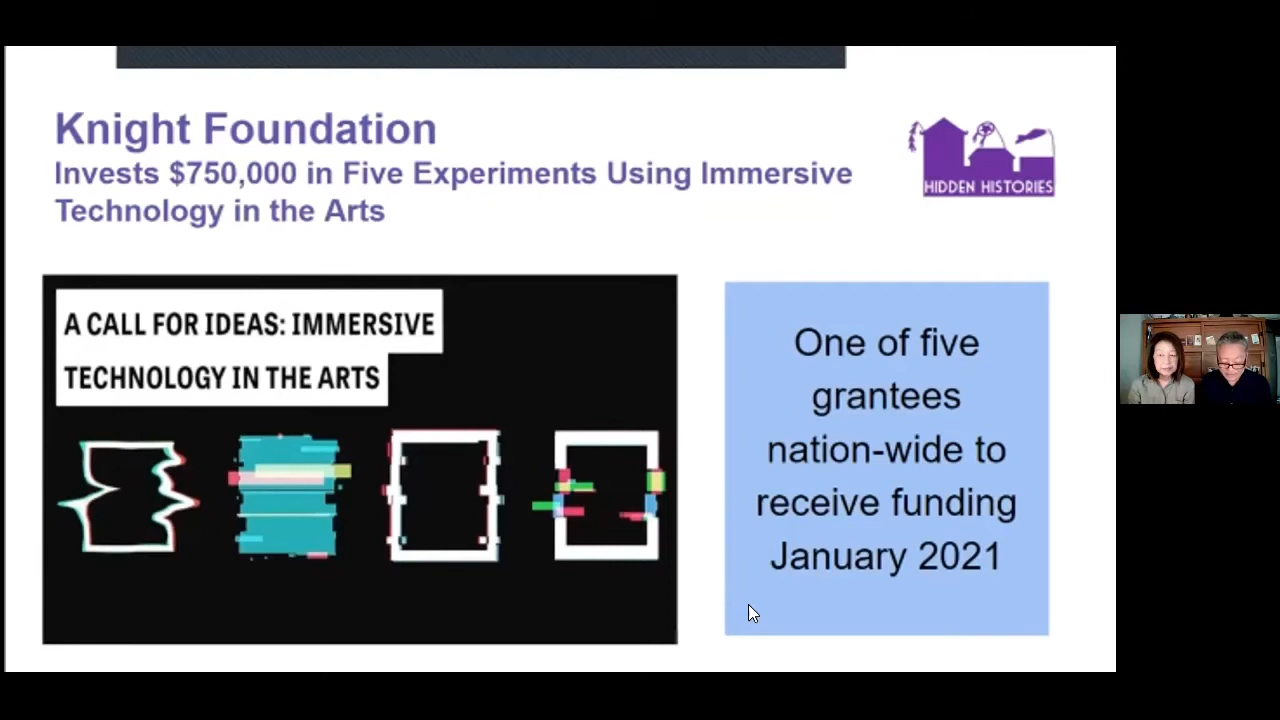 Knight Foundation
Invests $750,000 in Five Experiments Using Immersive
Technology in the Arts
HIDDEN HISTORIES
A CALL FOR IDEAS: IMMERSIVE
TECHNOLOGY IN THE ARTS
One of five
grantees
nation-wide to
receive funding
January 2021